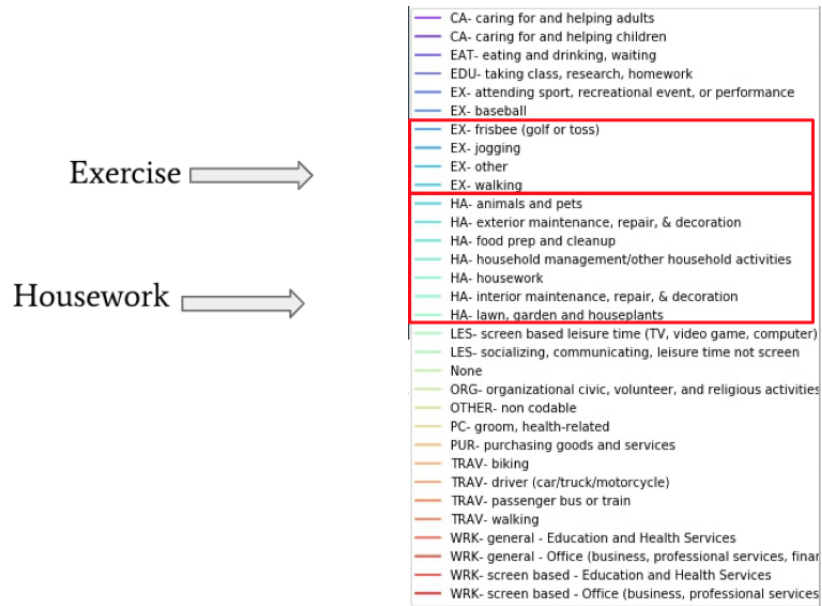 CA- caring for and helping adults
CA- caring for and helping children
EAT- eating and drinking, waiting
EDU- taking class, research, homework
EX- attending sport, recreational event, or performance
EX- baseball
EX- frisbee (golf or toss)
EX- jogging
Exercise
EX- other
EX- walking
HA- animals and pets
HA- exterior maintenance, repair, & decoration
HA- food prep and cleanup
HA- household management/other household activities
HA- housework
Housework
HA- interior maintenance, repair, & decoration
HA- lawn, garden and houseplants
LES- screen based leisure time (TV, video game, computer)
LES- socializing, communicating, leisure time not screen
None
ORG- organizational civic, volunteer, and religious activities
OTHER- non codable
PC- groom, health-related
PUR- purchasing goods and services
TRAV- biking
TRAV- driver (car/truck/motorcycle)
TRAV- passenger bus or train
TRAV- walking
WRK- general - Education and Health Services
WRK- general - Office (business, professional services, finan
WRK- screen based - Education and Health Services
WRK- screen based - Office (business, professional services